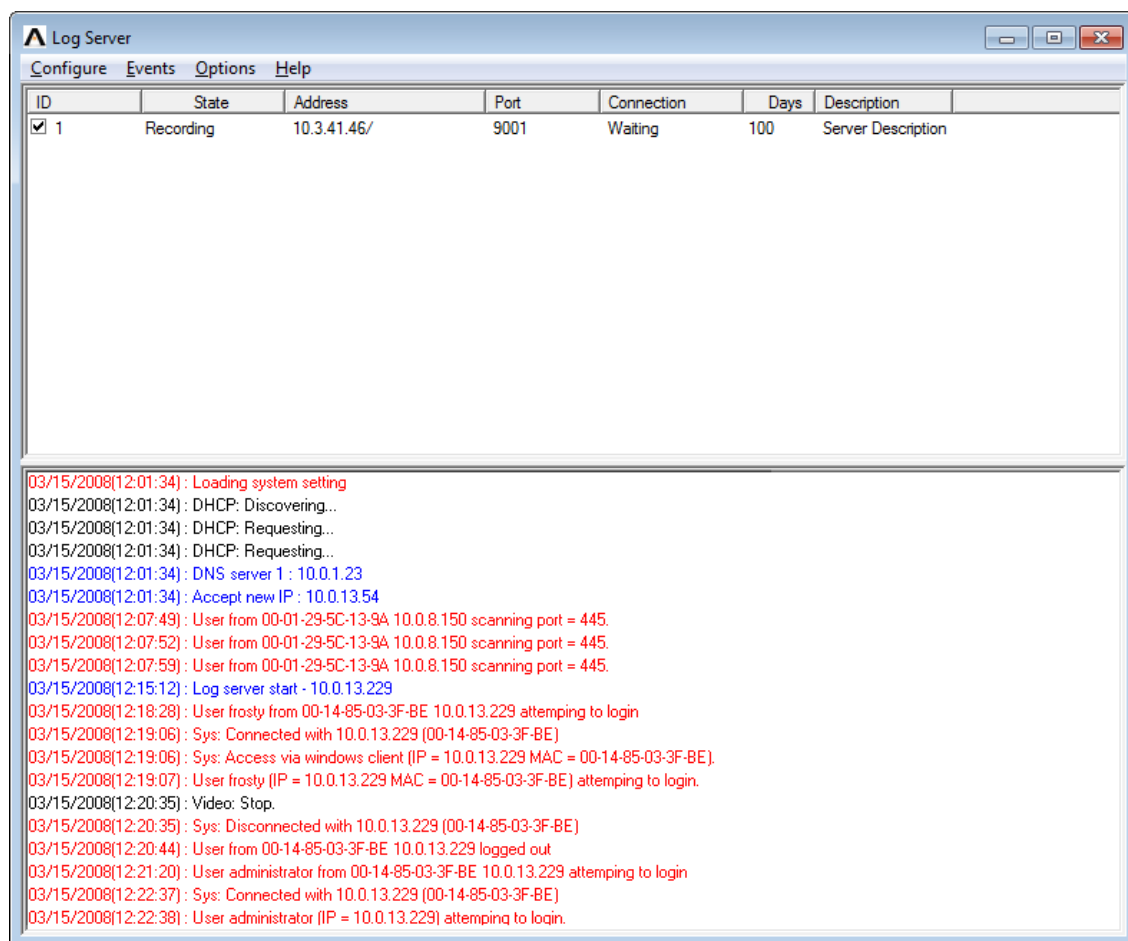 Log Server
Configure Events Options Help
ID State Address Port Connection Days Description
1 Recording 10.3.41.46/ 9001 Waiting 100 Server Description
03/15/2008(12:01:34) : Loading system setting
03/15/2008(12:01:34) : DHCP: Discovering...
03/15/2008(12:01:34) : DHCP: Requesting...
03/15/2008(12:01:34) : DHCP: Requesting...
03/15/2008(12:01:34) : DNS server 1 : 10.0.1.23
03/15/2008(12:01:34) : Accept new IP : 10.0.13.54
03/15/2008(12:07:49) : User from 00-01-29-5C-13-9A 10.0.8.150 scanning port = 445.
03/15/2008(12:07:52) : User from 00-01-29-5C-13-9A 10.0.8.150 scanning port = 445.
03/15/2008(12:07:59) : User from 00-01-29-5C-13-9A 10.0.8.150 scanning port = 445.
03/15/2008(12:15:12) : Log server start - 10.0.13.229
03/15/2008(12:18:28) : User frosty from 00-14-85-03-3F-BE 10.0.13.229 attemping to login
03/15/2008(12:19:06) : Sys: Connected with 10.0.13.229 (00-14-85-03-3F-BE)
03/15/2008(12:19:06) : Sys: Access via windows client (IP = 10.0.13.229 MAC = 00-14-85-03-3F-BE).
03/15/2008(12:19:07) : User frosty (IP = 10.0.13.229 MAC = 00-14-85-03-3F-BE) attemping to login.
03/15/2008(12:20:35) : Video: Stop.
03/15/2008(12:20:35) : Sys: Disconnected with 10.0.13.229 (00-14-85-03-3F-BE)
03/15/2008(12:20:44) : User from 00-14-85-03-3F-BE 10.0.13.229 logged out
03/15/2008(12:21:20) : User administrator from 00-14-85-03-3F-BE 10.0.13.229 attemping to login
03/15/2008(12:22:37) : Sys: Connected with 10.0.13.229 (00-14-85-03-3F-BE)
03/15/2008(12:22:38) : User administrator (IP = 10.0.13.229) attemping to login.